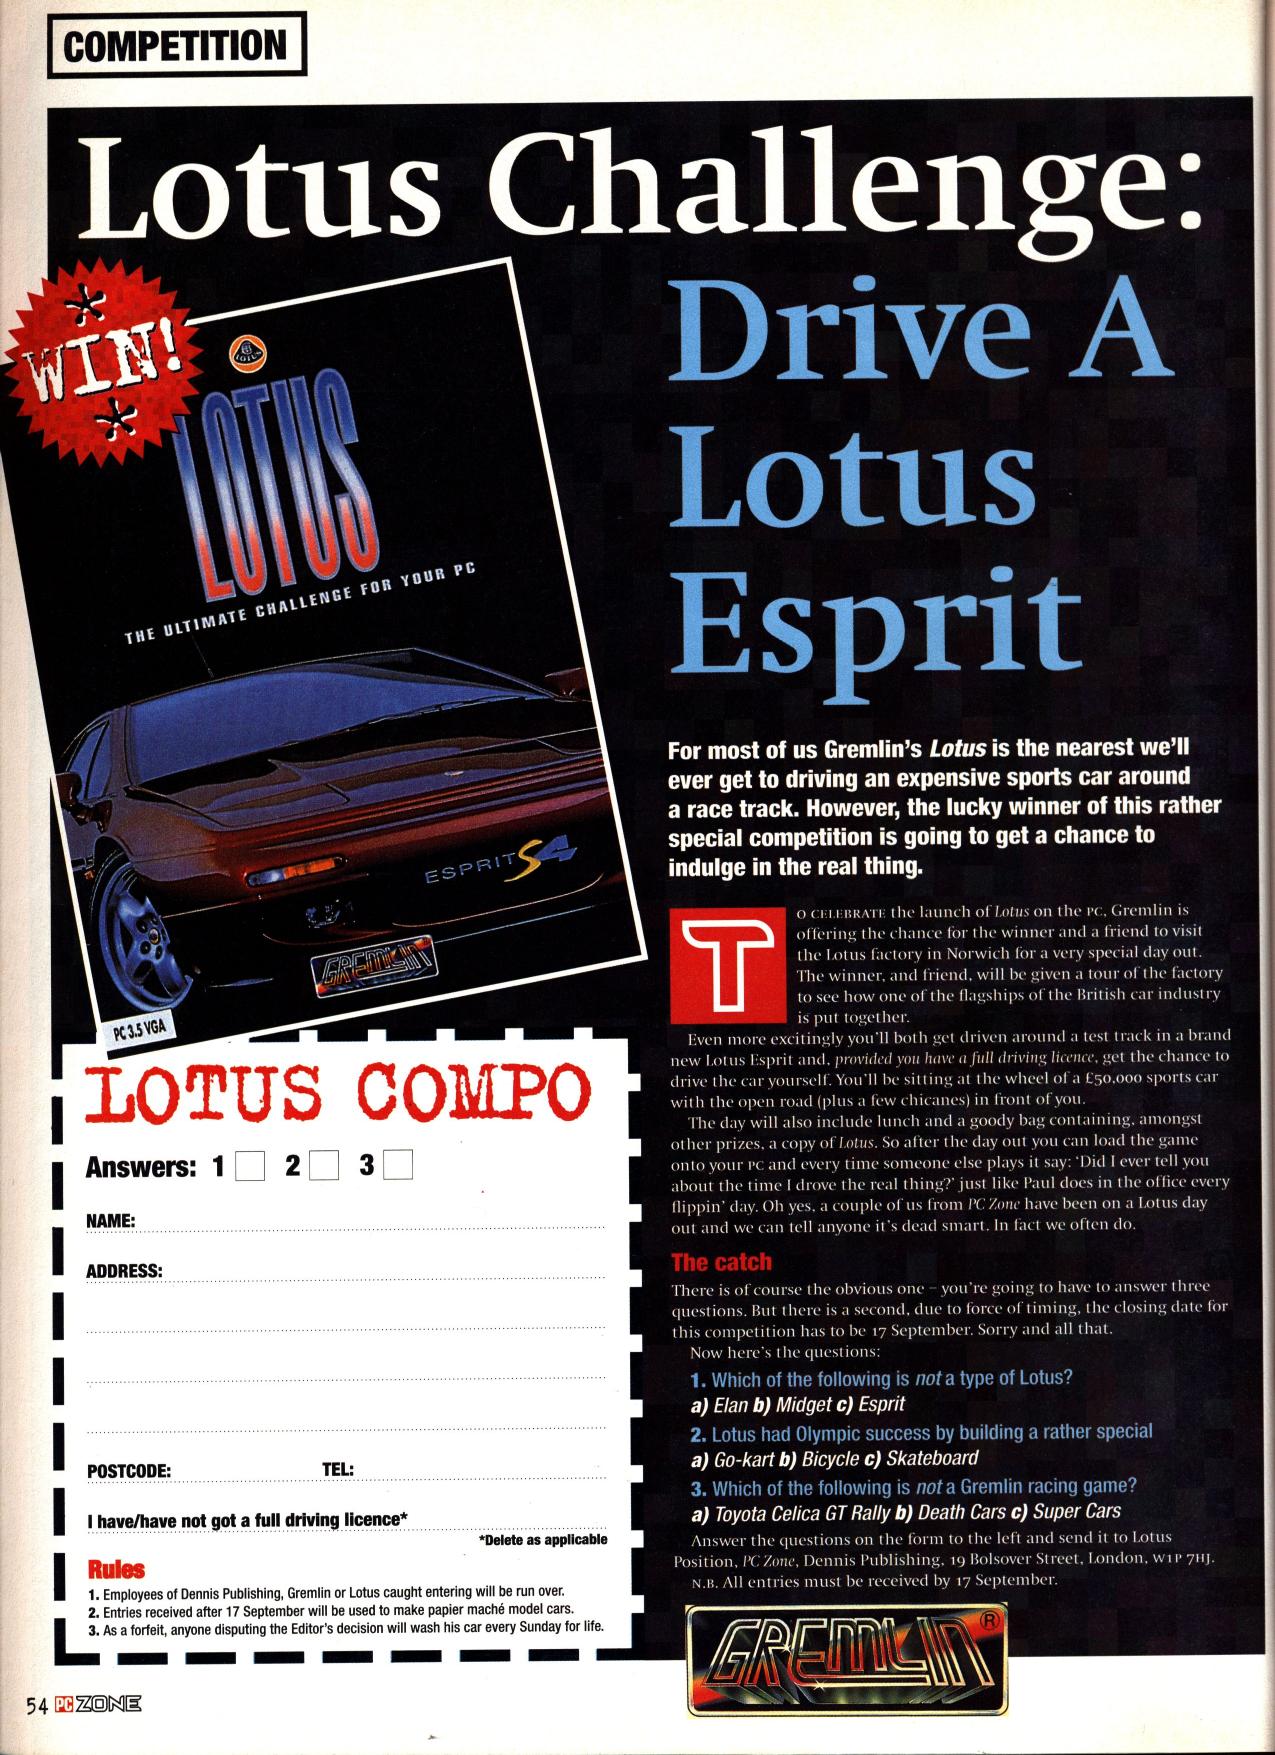 COMPETITION
Lotus Challenge:
Drive A
Lotus
Esprit
WIN!
LOTUS
LOTUS
THE ULTIMATE CHALLENGE FOR YOUR PC
ESPRIT S4
GREMLIN
PC 3.5 VGA
For most of us Gremlin's Lotus is the nearest we'll
ever get to driving an expensive sports car around
a race track. However, the lucky winner of this rather
special competition is going to get a chance to
indulge in the real thing.
TO CELEBRATE the launch of Lotus on the PC, Gremlin is
offering the chance for the winner and a friend to visit
the Lotus factory in Norwich for a very special day out.
The winner, and friend, will be given a tour of the factory
to see how one of the flagships of the British car industry
is put together.
Even more excitingly you'll both get driven around a test track in a brand
new Lotus Esprit and, provided you have a full driving licence, get the chance to
drive the car yourself. You'll be sitting at the wheel of a £50,000 sports car
with the open road (plus a few chicanes) in front of you.
The day will also include lunch and a goody bag containing, amongst
other prizes, a copy of Lotus. So after the day out you can load the game
onto your PC and every time someone else plays it say: 'Did I ever tell you
about the time I drove the real thing?' just like Paul does in the office every
flippin' day. Oh yes, a couple of us from PC Zone have been on a Lotus day
out and we can tell anyone it's dead smart. In fact we often do.
The catch
There is of course the obvious one – you're going to have to answer three
questions. But there is a second, due to force of timing, the closing date for
this competition has to be 17 September. Sorry and all that.
Now here's the questions:
1. Which of the following is not a type of Lotus?
a) Elan b) Midget c) Esprit
2. Lotus had Olympic success by building a rather special
a) Go-kart b) Bicycle c) Skateboard
3. Which of the following is not a Gremlin racing game?
a) Toyota Celica GT Rally b) Death Cars c) Super Cars
Answer the questions on the form to the left and send it to Lotus
Position, PC Zone, Dennis Publishing, 19 Bolsover Street, London, W1P 7HJ.
N.B. All entries must be received by 17 September.
GREMLIN ®
LOTUS COMPO
Answers: 1 2 3
NAME:
ADDRESS:
POSTCODE: TEL:
I have/have not got a full driving licence*
*Delete as applicable
Rules
1. Employees of Dennis Publishing, Gremlin or Lotus caught entering will be run over.
2. Entries received after 17 September will be used to make papier maché model cars.
3. As a forfeit, anyone disputing the Editor's decision will wash his car every Sunday for life.
54 PC ZONE